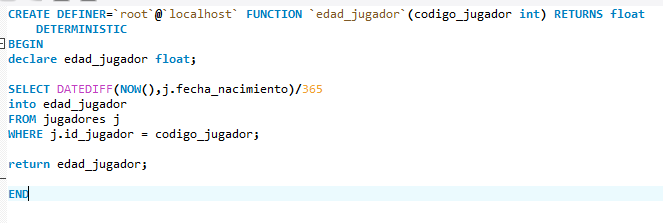 CREATE DEFINER=`root`@`localhost` FUNCTION `edad_jugador`(codigo_jugador int) RETURNS float
DETERMINISTIC
BEGIN
declare edad_jugador float;
SELECT DATEDIFF(NOW(),j.fecha_nacimiento)/365
into edad_jugador
FROM jugadores j
WHERE j.id_jugador = codigo_jugador;
return edad_jugador;
END